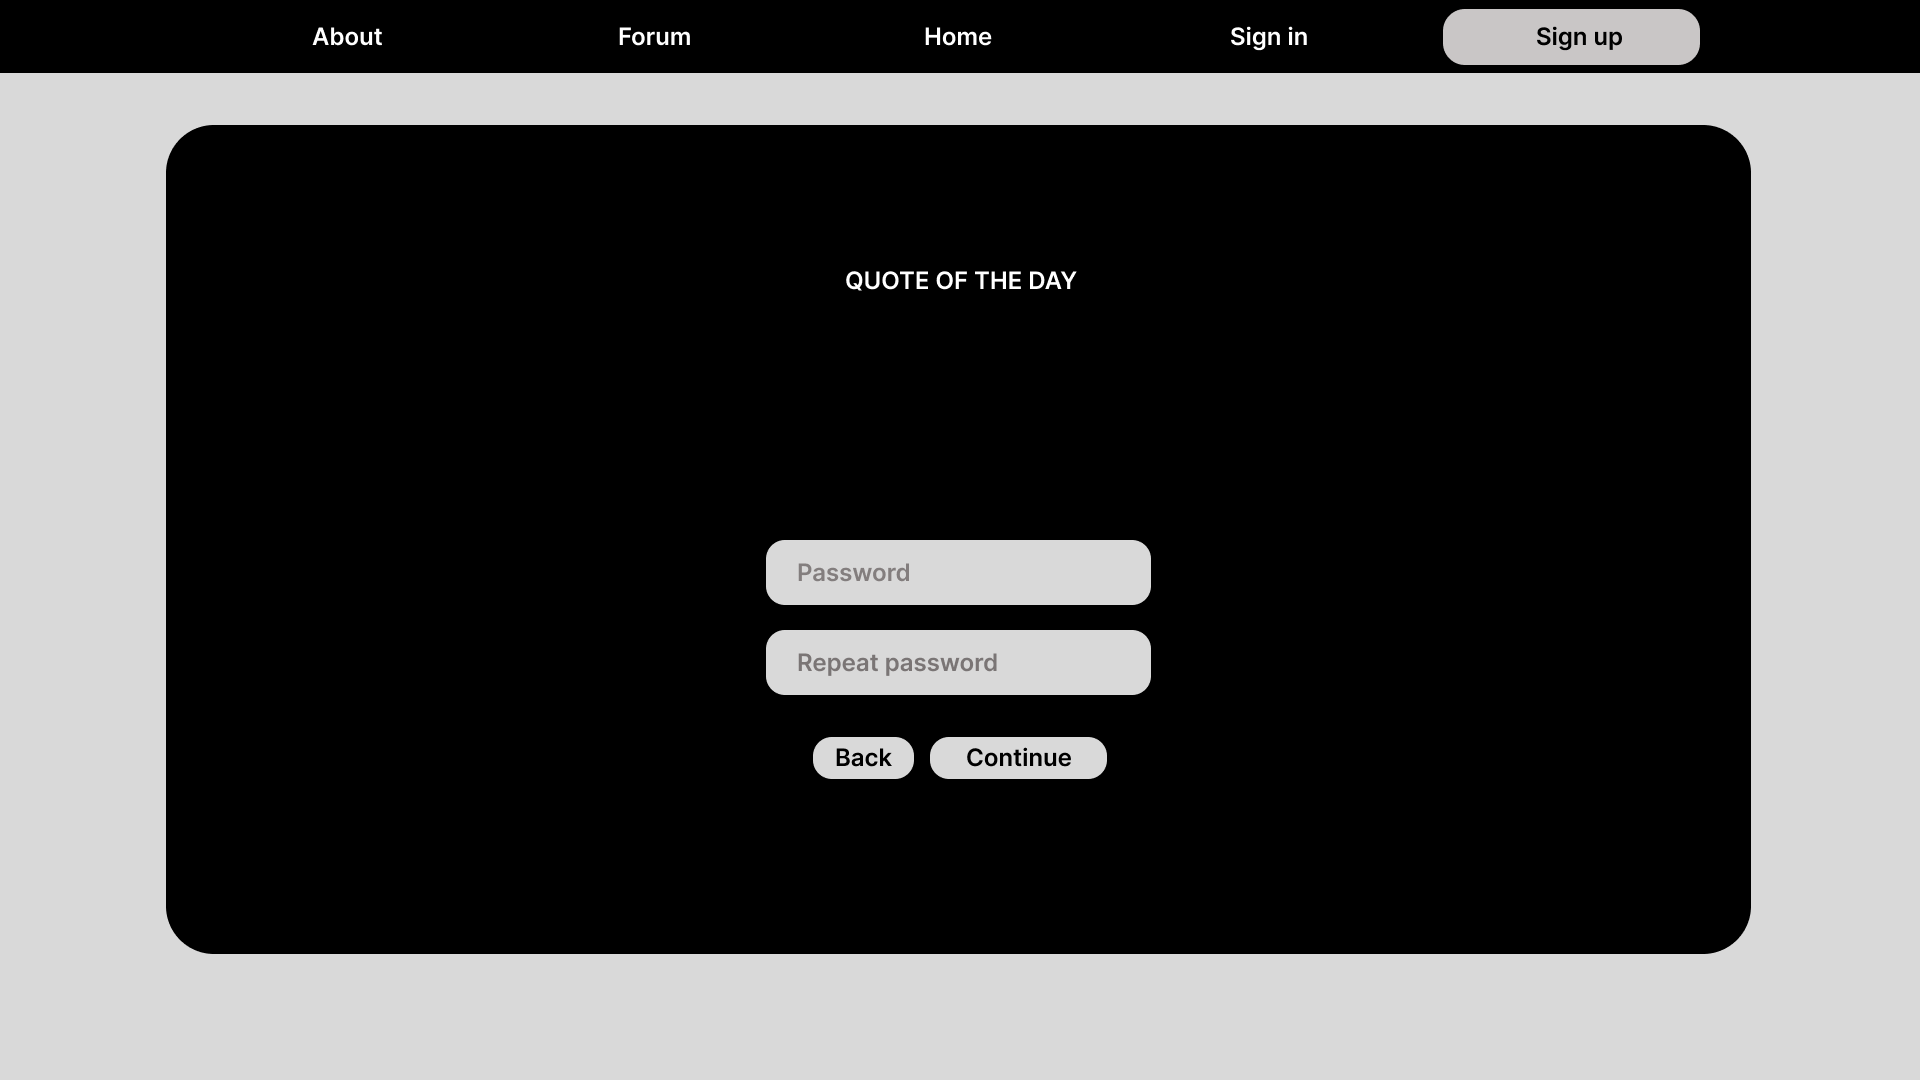 About Forum Home Sign in Sign up
QUOTE OF THE DAY
Password
Repeat password
Back Continue